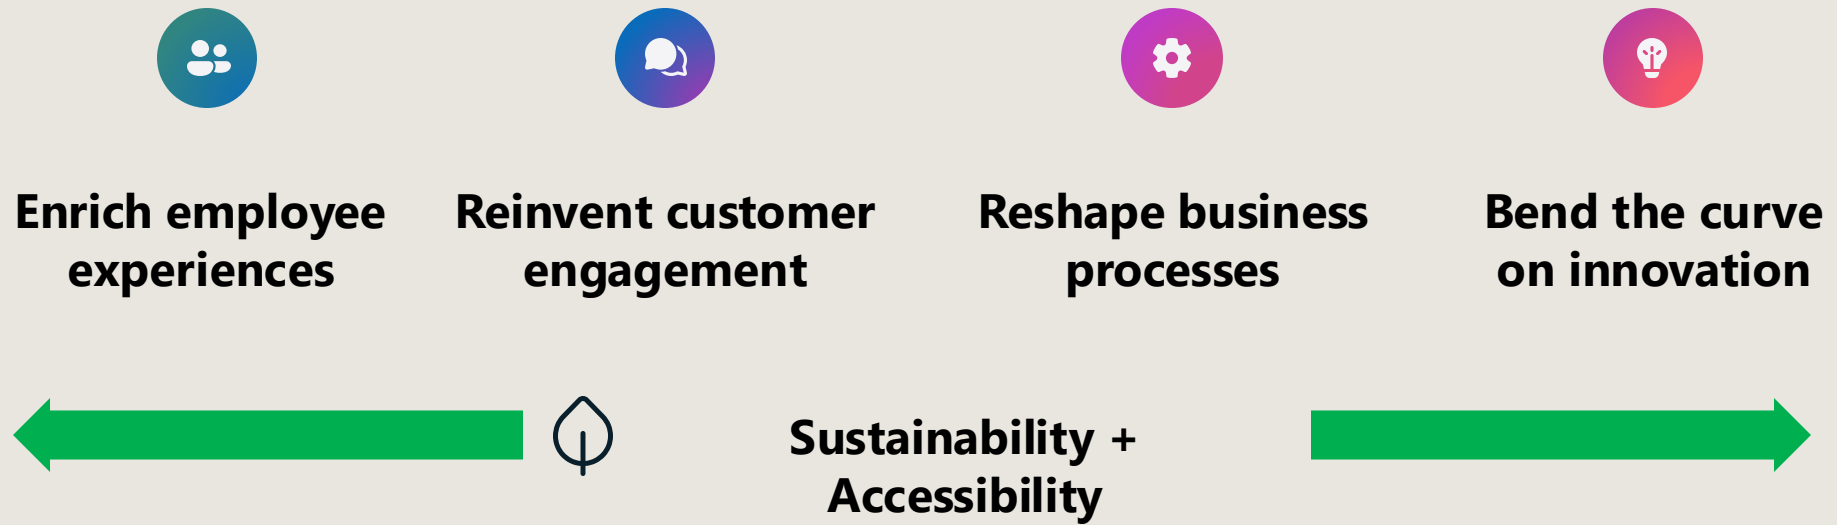 Enrich employee
experiences
Reinvent customer
engagement
Reshape business
processes
Bend the curve
on innovation
Sustainability +
Accessibility